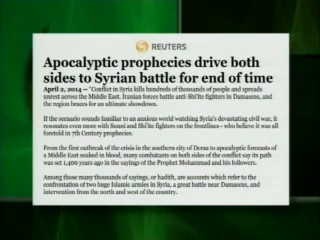 REUTERS
Apocalyptic prophecies drive both
sides to Syrian battle for end of time
April 2, 2014 -- "Conflict in Syria kills hundreds of thousands of people and spreads
unrest across the Middle East. Iranian forces battle anti-Shi'ite fighters in Damascus, and
the region braces for an ultimate showdown.
If the scenario sounds familiar to an anxious world watching Syria's devastating civil war, it
resonates even more with Sunni and Shi'ite fighters on the frontlines - who believe it was all
foretold in 7th Century prophecies.
From the first outbreak of the crisis in the southern city of Deraa to apocalyptic forecasts of
a Middle East soaked in blood, many combatants on both sides of the conflict say its path
was set 1,400 years ago in the sayings of the Prophet Mohammad and his followers.
Among those many thousands of sayings, or hadith, are accounts which refer to the
confrontation of two huge Islamic armies in Syria, a great battle near Damascus, and
intervention from the north and west of the country.